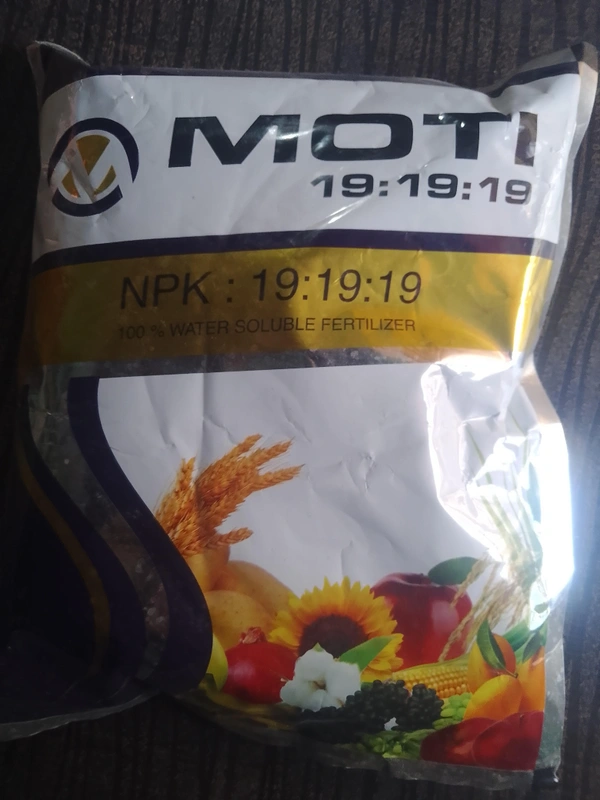 MOTI
19:19:19
NPK : 19:19:19
100 % WATER SOLUBLE FERTILIZER